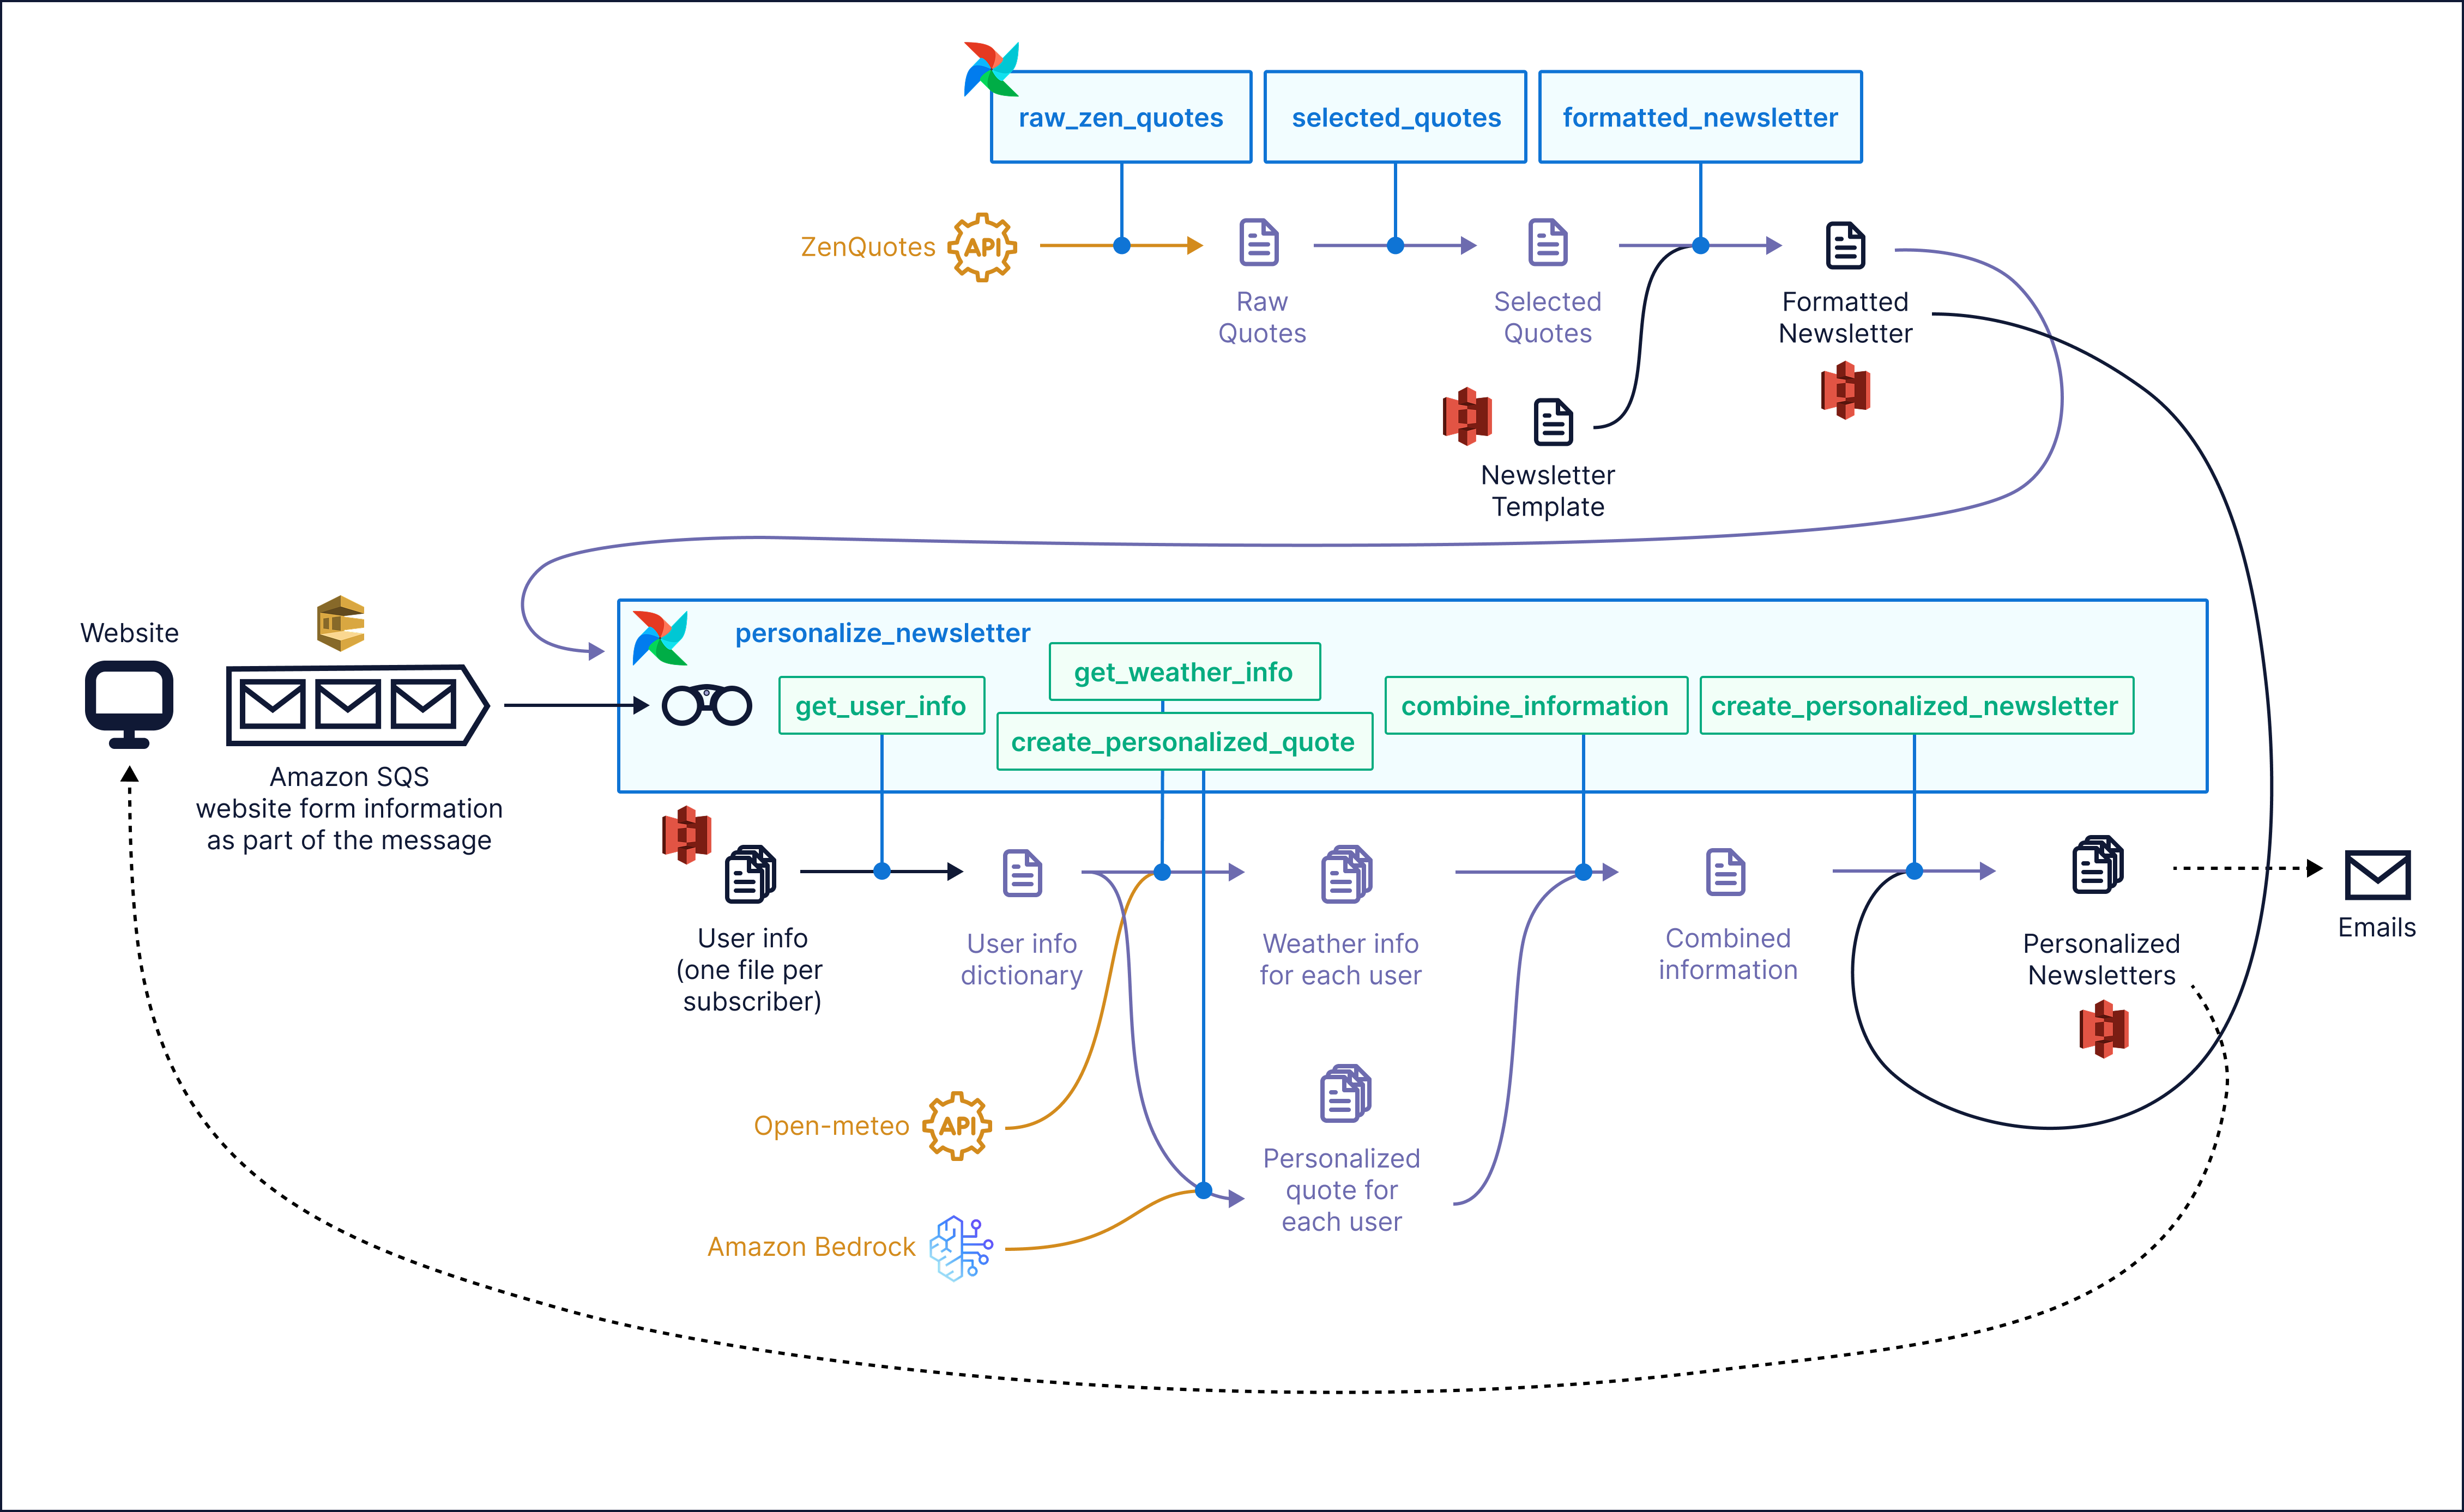 raw_zen_quotes
selected_quotes
formatted_newsletter
ZenQuotes
API
Raw
Quotes
Selected
Quotes
Formatted
Newsletter
Newsletter
Template
Website
Amazon SQS
website form information
as part of the message
personalize_newsletter
get_user_info
get_weather_info
create_personalized_quote
combine_information
create_personalized_newsletter
User info
(one file per
subscriber)
User info
dictionary
Weather info
for each user
Combined
information
Personalized
Newsletters
Emails
Open-meteo
API
Personalized
quote for
each user
Amazon Bedrock